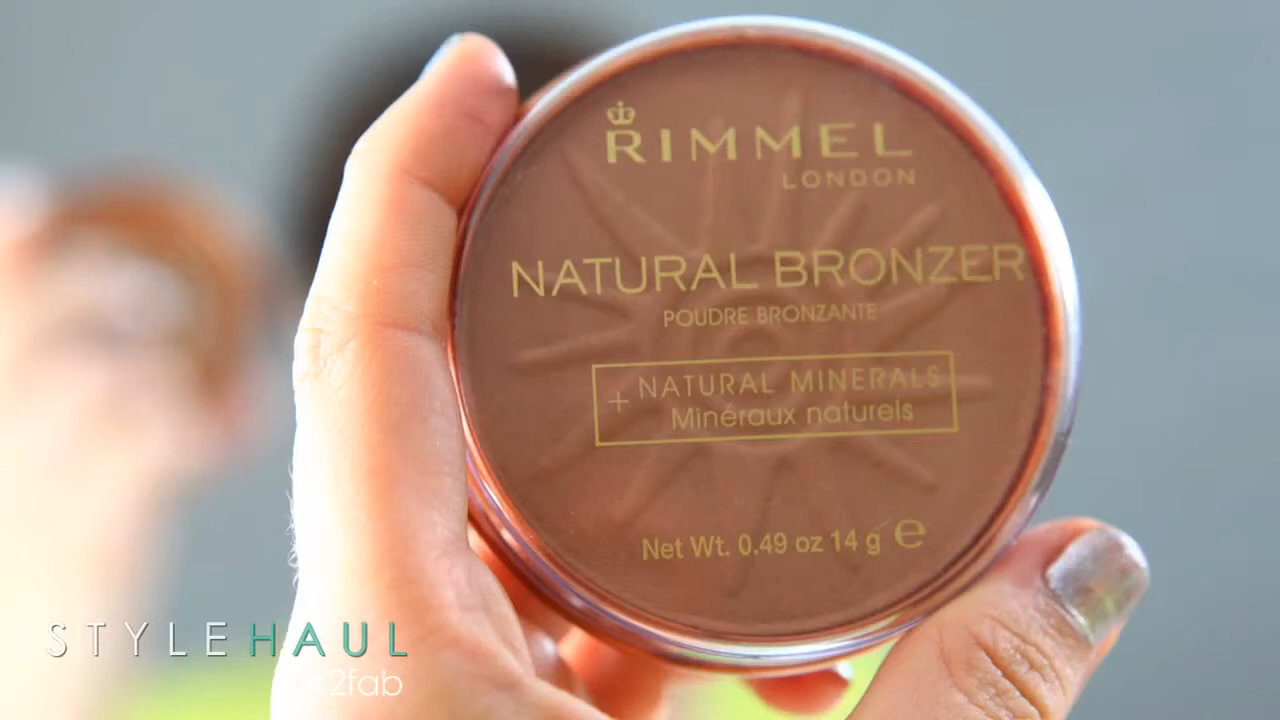 RIMMEL
LONDON
NATURAL BRONZER
POUDRE BRONZANTE
+ NATURAL MINERALS
Minéraux naturels
Net Wt. 0.49 oz 14 g ℮
STYLEHAUL
2fab